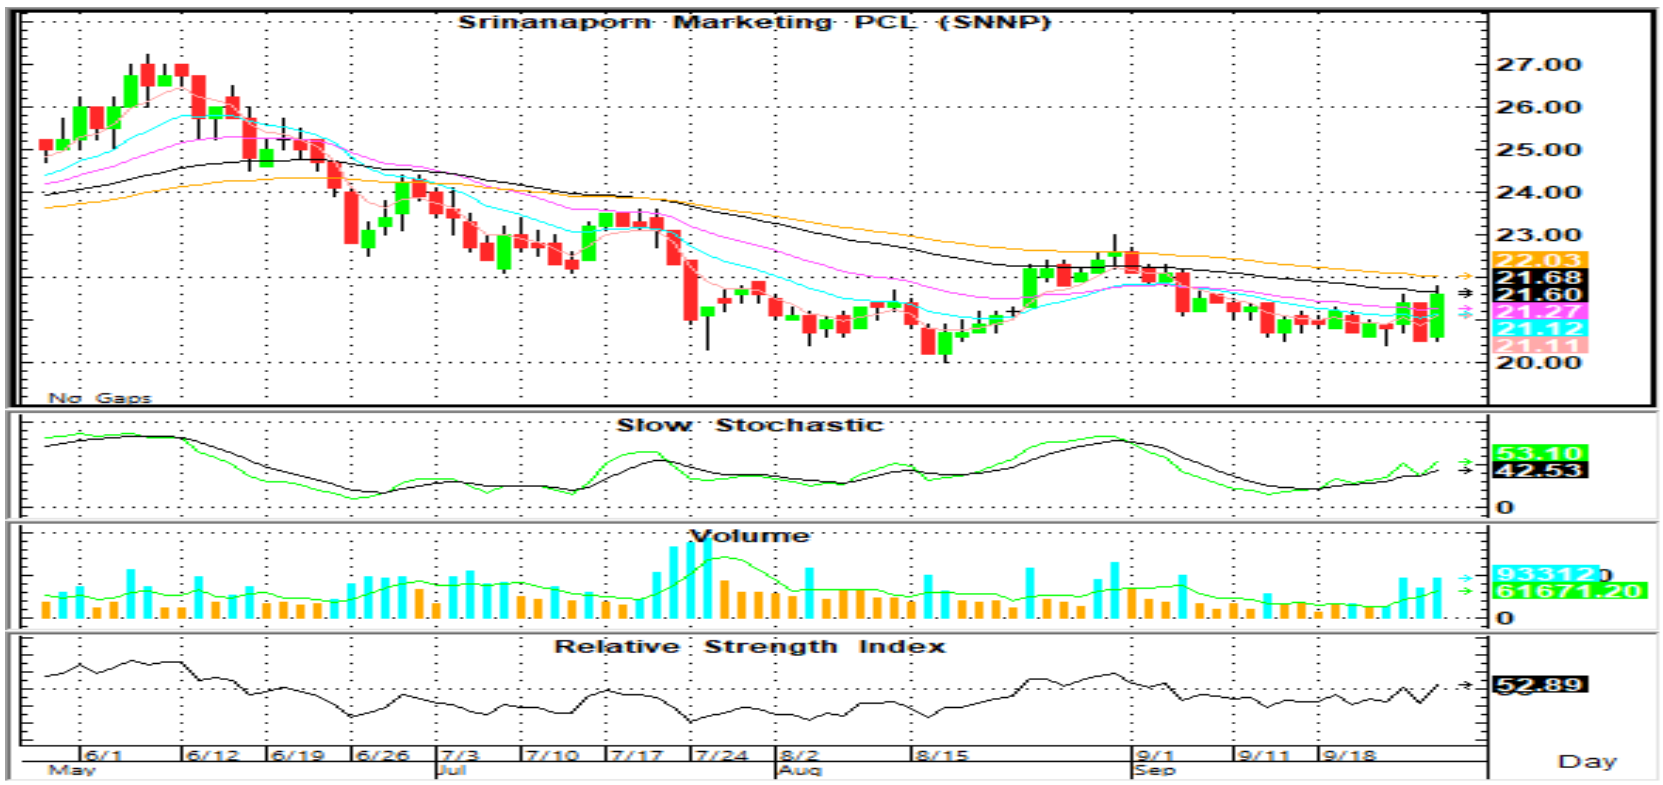 Srinanaporn Marketing PCL (SNNP)
27.00
26.00
25.00
24.00
23.00
22.03
21.68
21.60
21.27
21.12
21.11
20.00
No Gaps
Slow Stochastic
53.10
42.53
0
Volume
93312
61671.20
0
Relative Strength Index
52.89
6/1 6/12 6/19 6/26 7/3 7/10 7/17 7/24 8/2 8/15 9/1 9/11 9/18
May Jul Aug Sep
Day